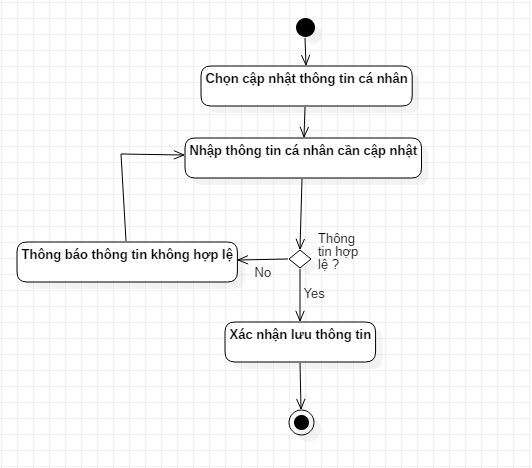 Chọn cập nhật thông tin cá nhân
Nhập thông tin cá nhân cần cập nhật
Thông
tin hợp
lệ ?
Thông báo thông tin không hợp lệ
No
Yes
Xác nhận lưu thông tin